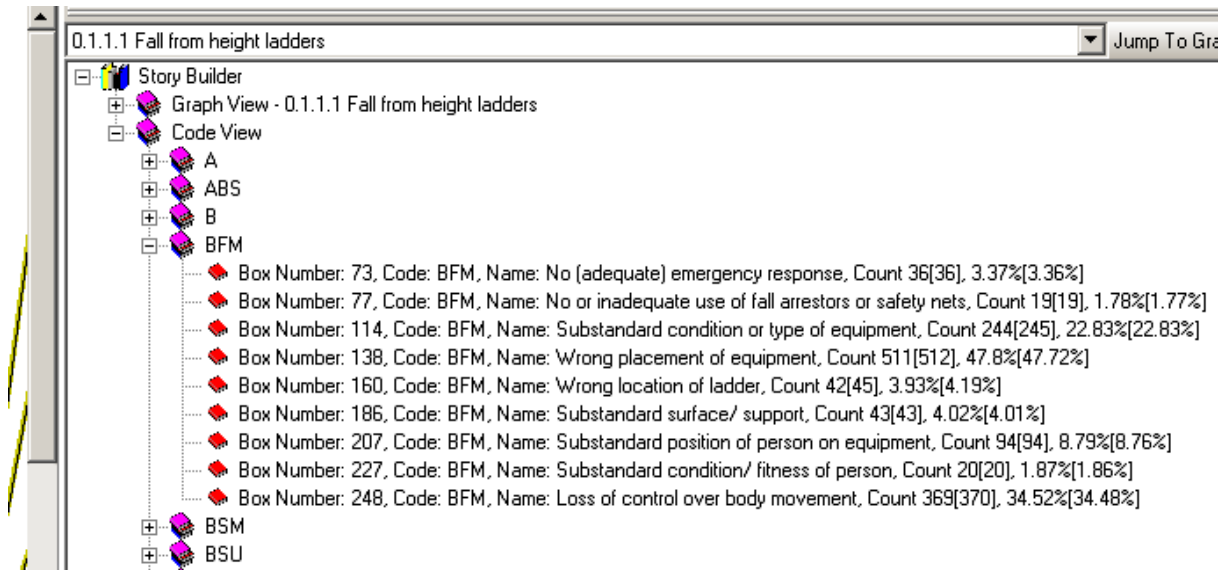 0.1.1.1 Fall from height ladders Jump To Gra
Story Builder
Graph View - 0.1.1.1 Fall from height ladders
Code View
A
ABS
B
BFM
Box Number: 73, Code: BFM, Name: No (adequate) emergency response, Count 36[36], 3.37%[3.36%]
Box Number: 77, Code: BFM, Name: No or inadequate use of fall arrestors or safety nets, Count 19[19], 1.78%[1.77%]
Box Number: 114, Code: BFM, Name: Substandard condition or type of equipment, Count 244[245], 22.83%[22.83%]
Box Number: 138, Code: BFM, Name: Wrong placement of equipment, Count 511[512], 47.8%[47.72%]
Box Number: 160, Code: BFM, Name: Wrong location of ladder, Count 42[45], 3.93%[4.19%]
Box Number: 186, Code: BFM, Name: Substandard surface/ support, Count 43[43], 4.02%[4.01%]
Box Number: 207, Code: BFM, Name: Substandard position of person on equipment, Count 94[94], 8.79%[8.76%]
Box Number: 227, Code: BFM, Name: Substandard condition/ fitness of person, Count 20[20], 1.87%[1.86%]
Box Number: 248, Code: BFM, Name: Loss of control over body movement, Count 369[370], 34.52%[34.48%]
BSM
BSU